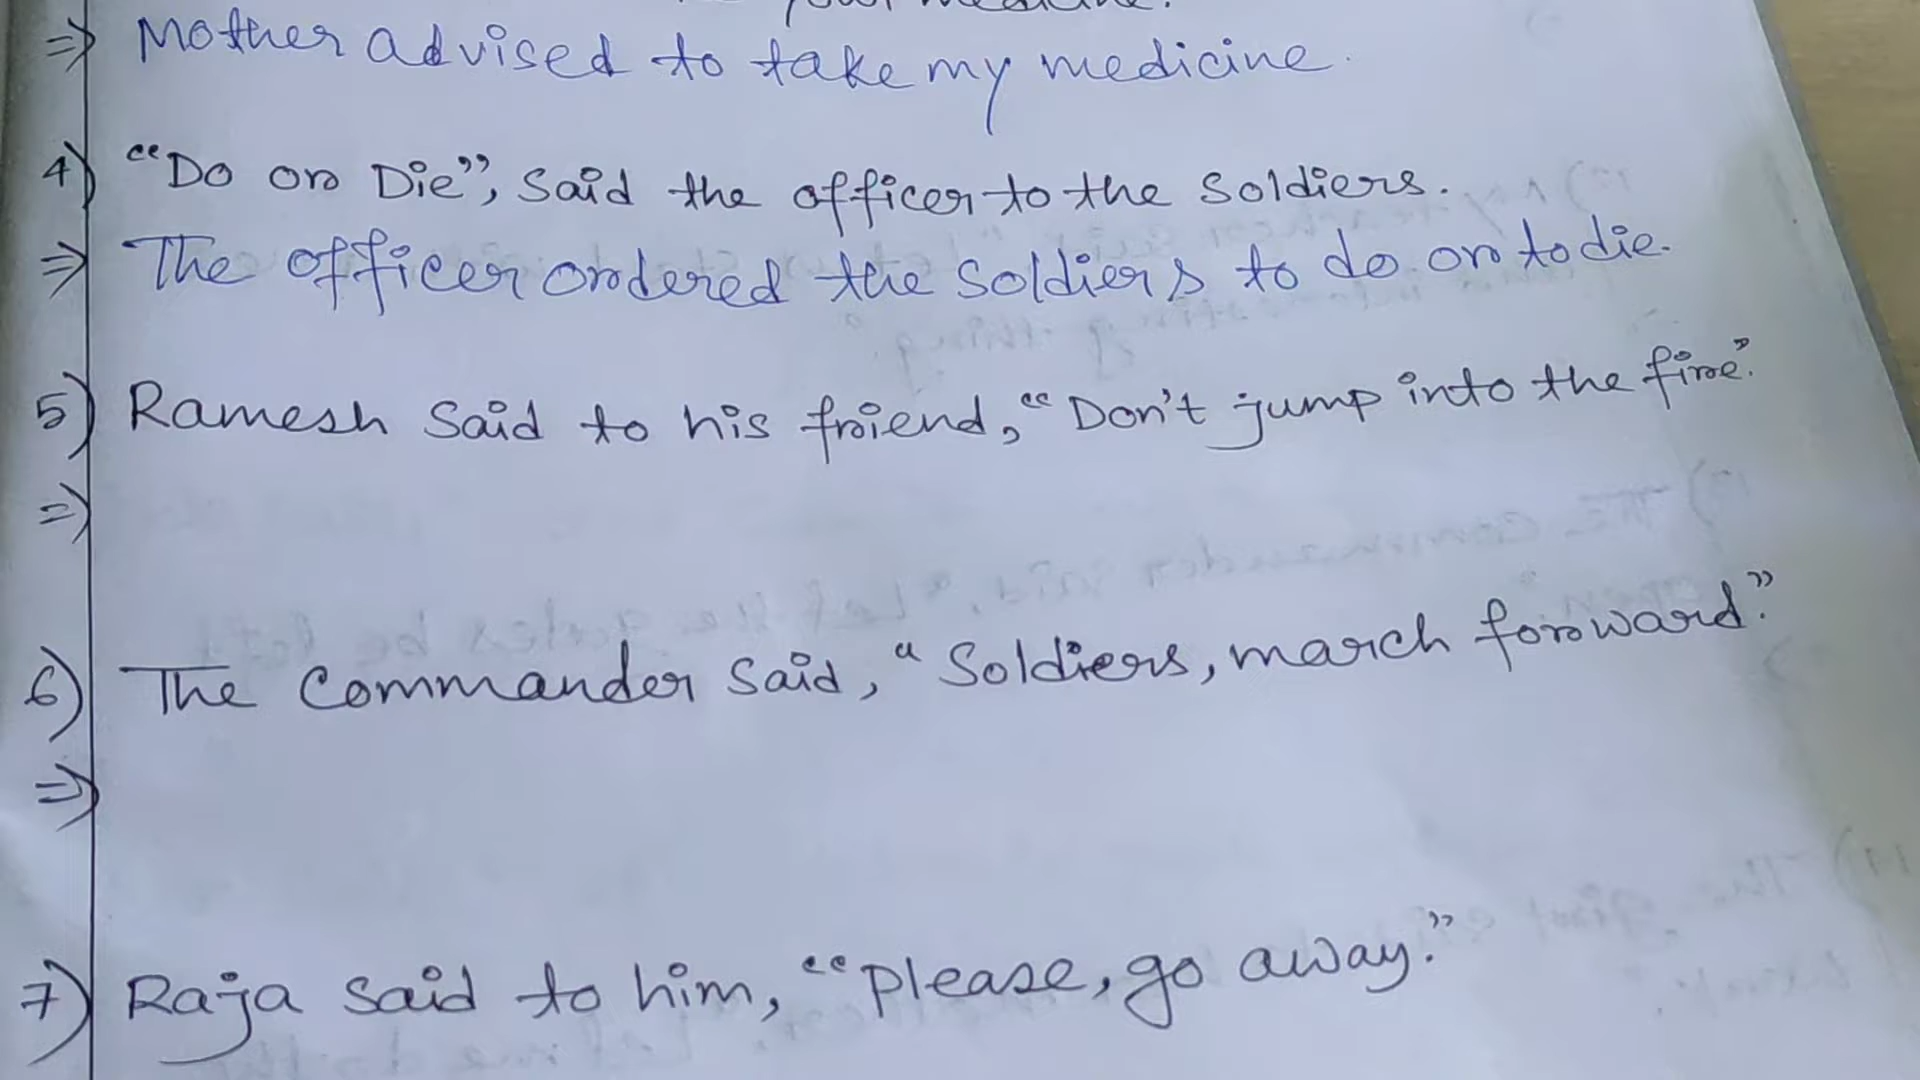 your medicine.
⇒ Mother advised to take my medicine.
4) "Do or Die", said the officer to the soldiers.
⇒ The officer ordered the soldiers to do or to die.
5) Ramesh said to his friend, "Don't jump into the fire."
⇒)
6) The Commander said, "Soldiers, march forward."
⇒)
7) Raja said to him, "please, go away."